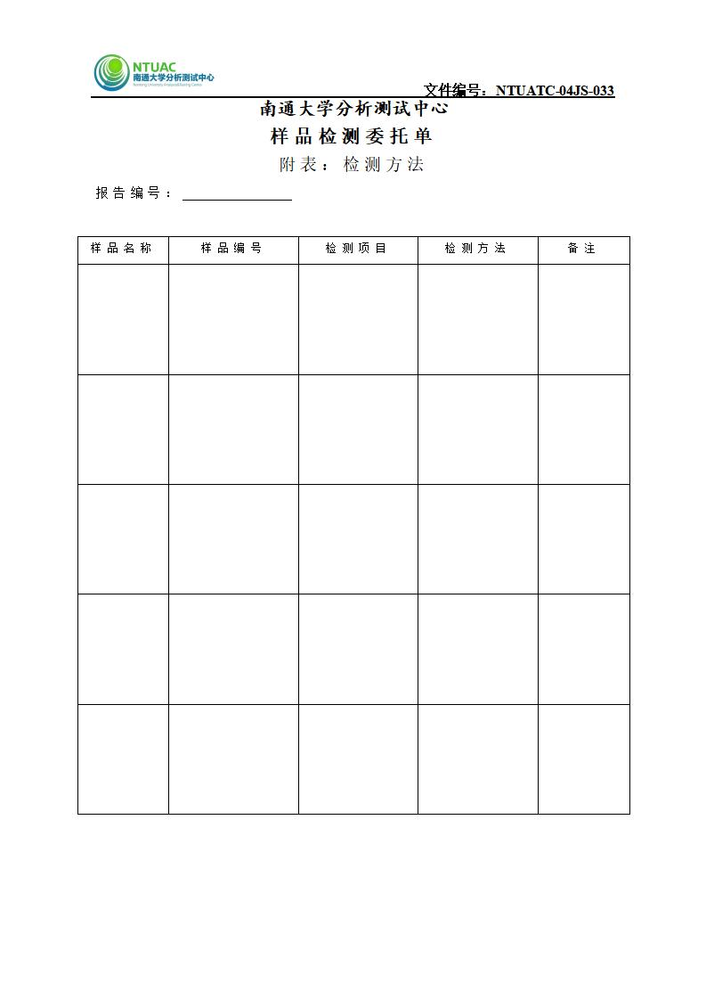 NTUAC
南通大学分析测试中心
Nantong University Analysis&Testing Center
文件编号：NTUATC-04JS-033
南通大学分析测试中心
样品检测委托单
附表：检测方法
报告编号：
样品名称 样品编号 检测项目 检测方法 备注